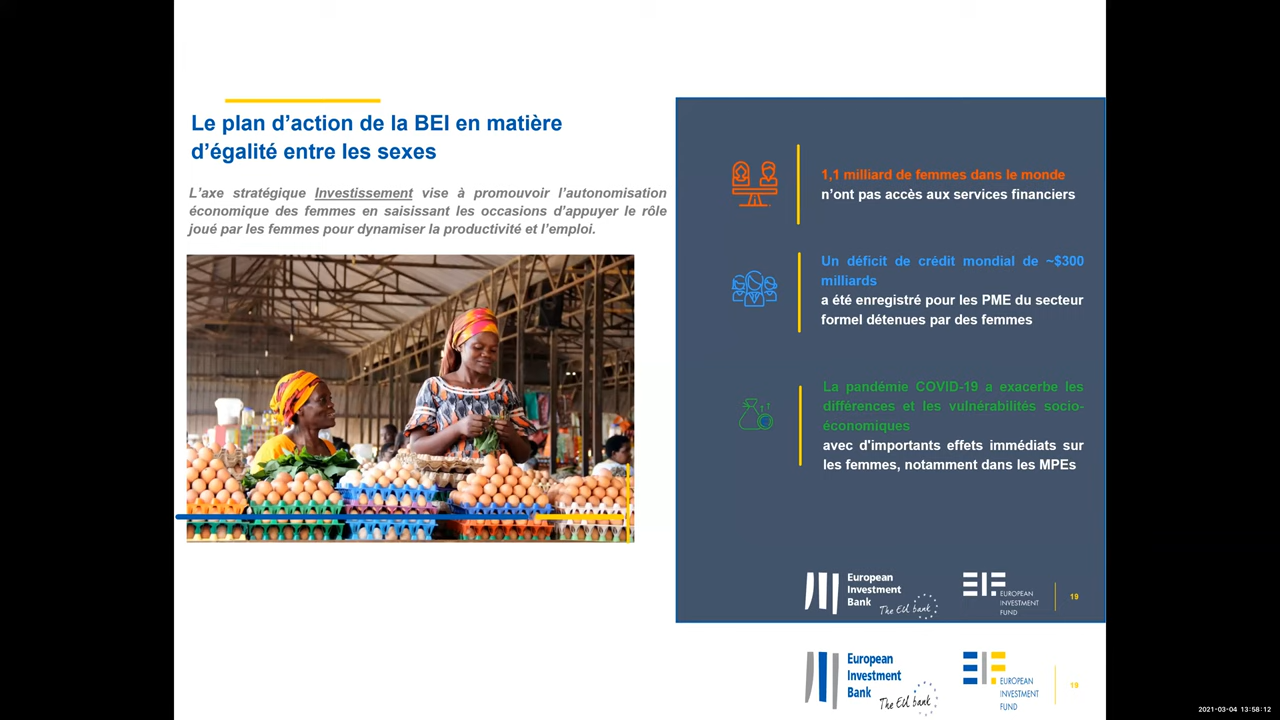 Le plan d’action de la BEI en matière
d’égalité entre les sexes
L’axe stratégique Investissement vise à promouvoir l’autonomisation
économique des femmes en saisissant les occasions d’appuyer le rôle
joué par les femmes pour dynamiser la productivité et l’emploi.
1,1 milliard de femmes dans le monde
n’ont pas accès aux services financiers
Un déficit de crédit mondial de ~$300
milliards
a été enregistré pour les PME du secteur
formel détenues par des femmes
La pandémie COVID-19 a exacerbe les
différences et les vulnérabilités socio-
économiques
avec d'importants effets immédiats sur
les femmes, notamment dans les MPEs
European
Investment
Bank
The EU bank
EIF
EUROPEAN
INVESTMENT
FUND
19
European
Investment
Bank
The EU bank
EIF
EUROPEAN
INVESTMENT
FUND
19
2021-03-04 13:58:12